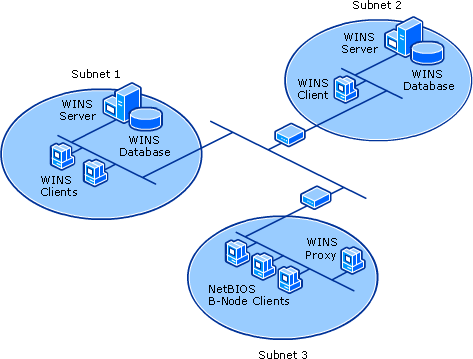 Subnet 2
WINS
Server
WINS
Client
WINS
Database
Subnet 1
WINS
Server
WINS
Database
WINS
Clients
WINS
Proxy
NetBIOS
B-Node Clients
Subnet 3